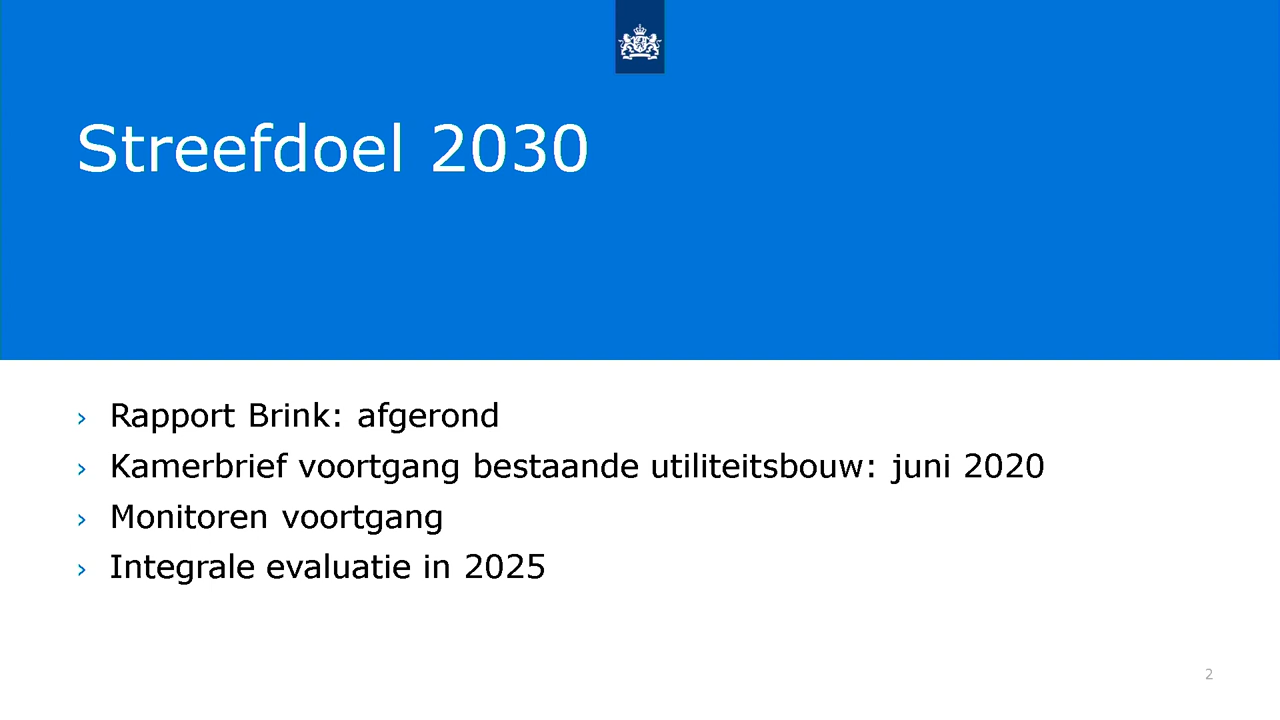 Streefdoel 2030
› Rapport Brink: afgerond
› Kamerbrief voortgang bestaande utiliteitsbouw: juni 2020
› Monitoren voortgang
› Integrale evaluatie in 2025
2